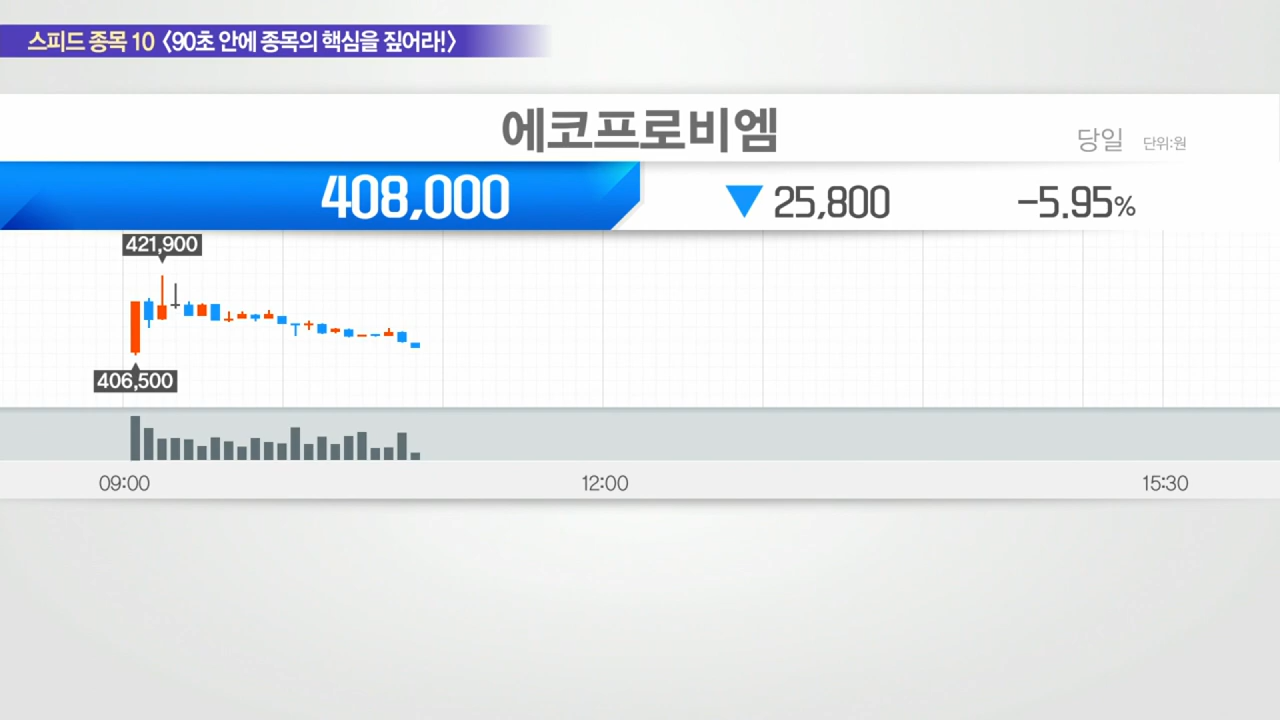 스피드 종목 10 <90초 안에 종목의 핵심을 짚어라!>
에코프로비엠
당일 단위:원
408,000 ▼ 25,800 -5.95%
421,900
406,500
09:00 12:00 15:30